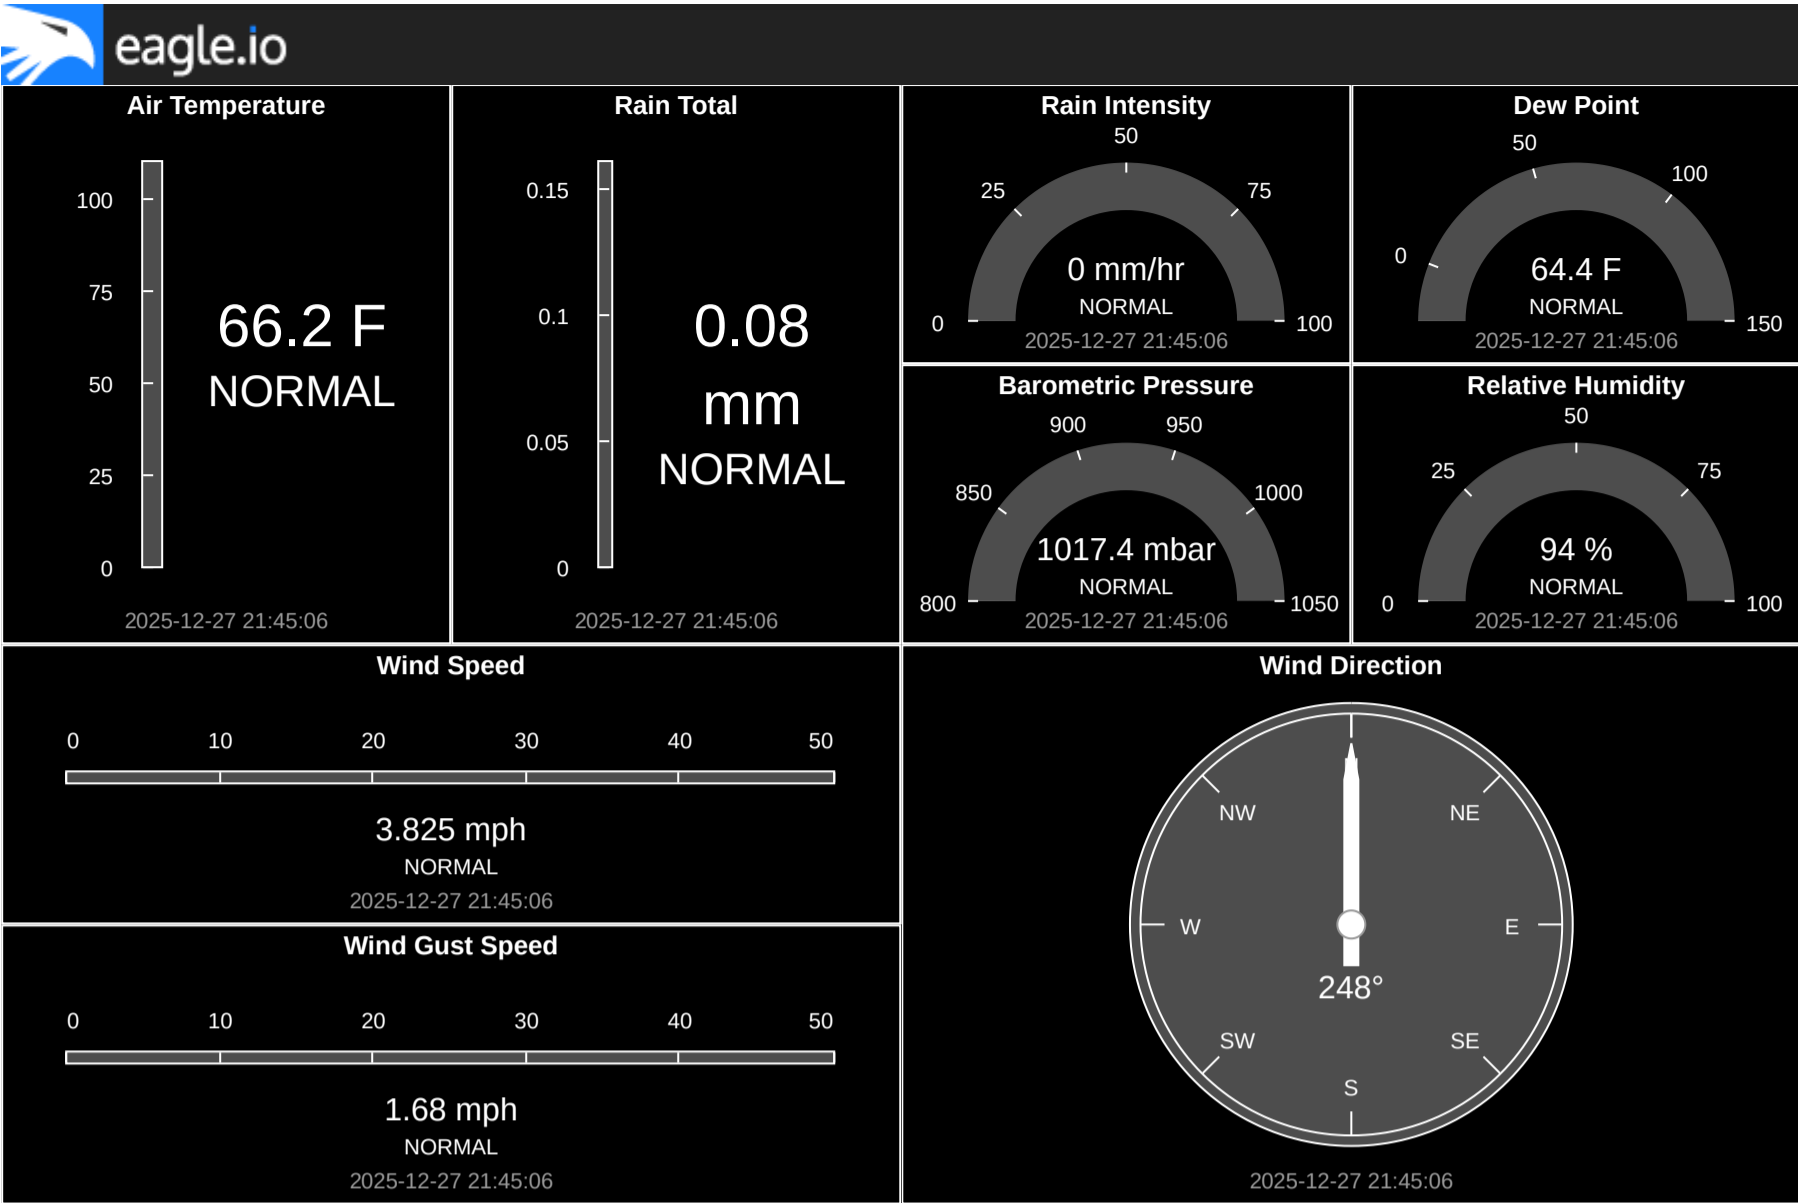 eagle.io
Air Temperature
100
75
50
25
0
66.2 F
NORMAL
2025-12-27 21:45:06
Rain Total
0.15
0.1
0.05
0
0.08
mm
NORMAL
2025-12-27 21:45:06
Rain Intensity
0
25
50
75
100
0 mm/hr
NORMAL
2025-12-27 21:45:06
Dew Point
0
50
100
150
64.4 F
NORMAL
2025-12-27 21:45:06
Barometric Pressure
800
850
900
950
1000
1050
1017.4 mbar
NORMAL
2025-12-27 21:45:06
Relative Humidity
0
25
50
75
100
94 %
NORMAL
2025-12-27 21:45:06
Wind Speed
0 10 20 30 40 50
3.825 mph
NORMAL
2025-12-27 21:45:06
Wind Gust Speed
0 10 20 30 40 50
1.68 mph
NORMAL
2025-12-27 21:45:06
Wind Direction
NW NE
W E
248°
SW SE
S
2025-12-27 21:45:06